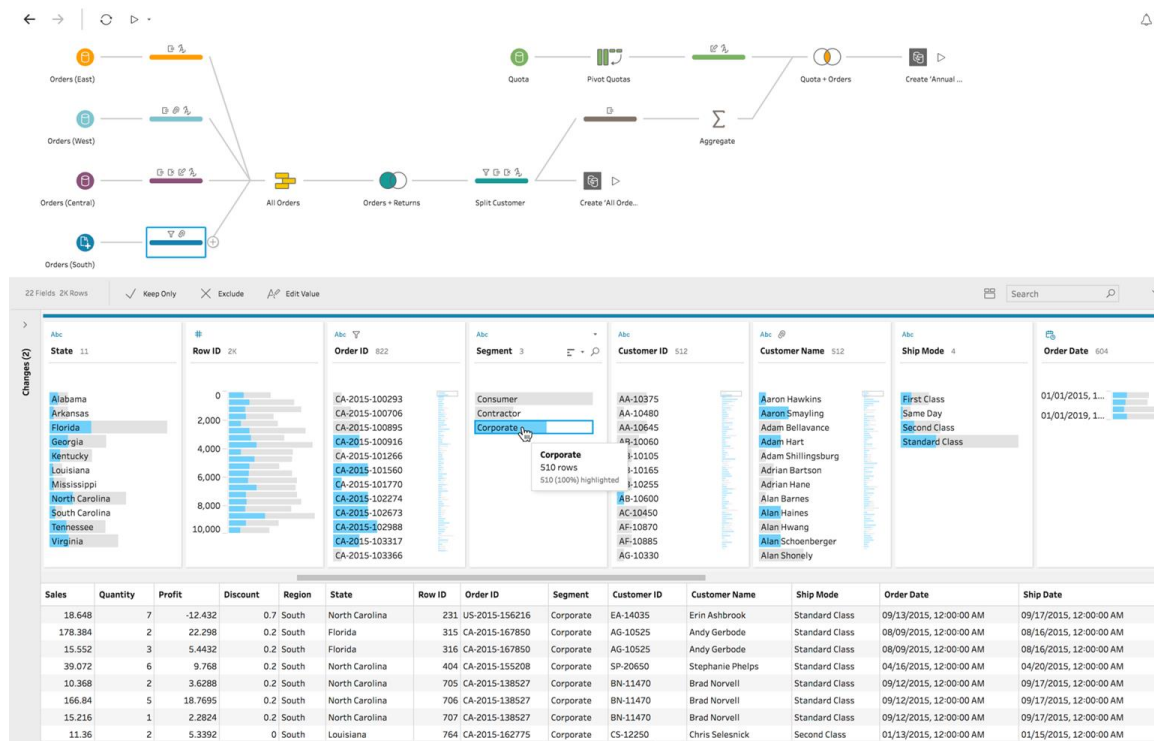 Orders (East)
Quota
Pivot Quotas
Quota + Orders
Create 'Annual ...
Orders (West)
Aggregate
Orders (Central)
All Orders
Orders + Returns
Split Customer
Create 'All Orde...
Orders (South)
22 Fields 2K Rows Keep Only Exclude Edit Value Search
Changes (2)
Abc # Abc Abc Abc Abc Abc
State 11 Row ID 2K Order ID 822 Segment 3 Customer ID 512 Customer Name 512 Ship Mode 4 Order Date 604
Alabama
Arkansas
Florida
Georgia
Kentucky
Louisiana
Mississippi
North Carolina
South Carolina
Tennessee
Virginia
0
2,000
4,000
6,000
8,000
10,000
CA-2015-100293
CA-2015-100706
CA-2015-100895
CA-2015-100916
CA-2015-101266
CA-2015-101560
CA-2015-101770
CA-2015-102274
CA-2015-102673
CA-2015-102988
CA-2015-103317
CA-2015-103366
Consumer
Contractor
Corporate
Corporate
510 rows
510 (100%) highlighted
AA-10375
AA-10480
AA-10645
AB-10060
-10105
-10165
-10255
AB-10600
AC-10450
AF-10870
AF-10885
AG-10330
Aaron Hawkins
Aaron Smayling
Adam Bellavance
Adam Hart
Adam Shillingsburg
Adrian Bartson
Adrian Hane
Alan Barnes
Alan Haines
Alan Hwang
Alan Schoenberger
Alan Shonely
First Class
Same Day
Second Class
Standard Class
01/01/2015, 1...
01/01/2019, 1...
Sales Quantity Profit Discount Region State Row ID Order ID Segment Customer ID Customer Name Ship Mode Order Date Ship Date
18.648 7 -12.432 0.7 South North Carolina 231 US-2015-156216 Corporate EA-14035 Erin Ashbrook Standard Class 09/13/2015, 12:00:00 AM 09/17/2015, 12:00:00 AM
178.384 2 22.298 0.2 South Florida 315 CA-2015-167850 Corporate AG-10525 Andy Gerbode Standard Class 08/09/2015, 12:00:00 AM 08/16/2015, 12:00:00 AM
15.552 3 5.4432 0.2 South Florida 316 CA-2015-167850 Corporate AG-10525 Andy Gerbode Standard Class 08/09/2015, 12:00:00 AM 08/16/2015, 12:00:00 AM
39.072 6 9.768 0.2 South North Carolina 404 CA-2015-155208 Corporate SP-20650 Stephanie Phelps Standard Class 04/16/2015, 12:00:00 AM 04/20/2015, 12:00:00 AM
10.368 2 3.6288 0.2 South North Carolina 705 CA-2015-138527 Corporate BN-11470 Brad Norvell Standard Class 09/12/2015, 12:00:00 AM 09/17/2015, 12:00:00 AM
166.84 5 18.7695 0.2 South North Carolina 706 CA-2015-138527 Corporate BN-11470 Brad Norvell Standard Class 09/12/2015, 12:00:00 AM 09/17/2015, 12:00:00 AM
15.216 1 2.2824 0.2 South North Carolina 707 CA-2015-138527 Corporate BN-11470 Brad Norvell Standard Class 09/12/2015, 12:00:00 AM 09/17/2015, 12:00:00 AM
11.36 2 5.3392 0 South Louisiana 764 CA-2015-162775 Corporate CS-12250 Chris Selesnick Second Class 01/13/2015, 12:00:00 AM 01/15/2015, 12:00:00 AM